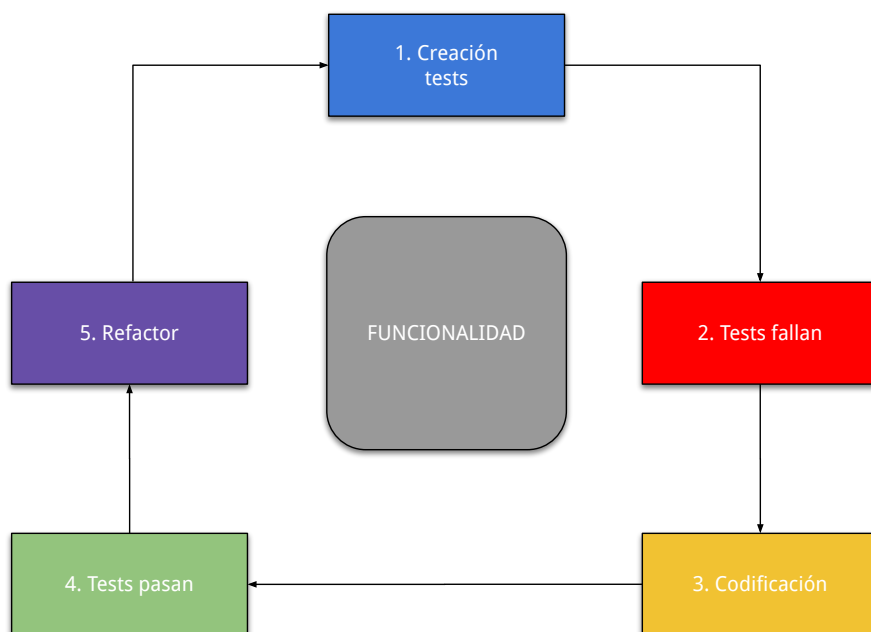 1. Creación
tests
5. Refactor
FUNCIONALIDAD
2. Tests fallan
4. Tests pasan
3. Codificación